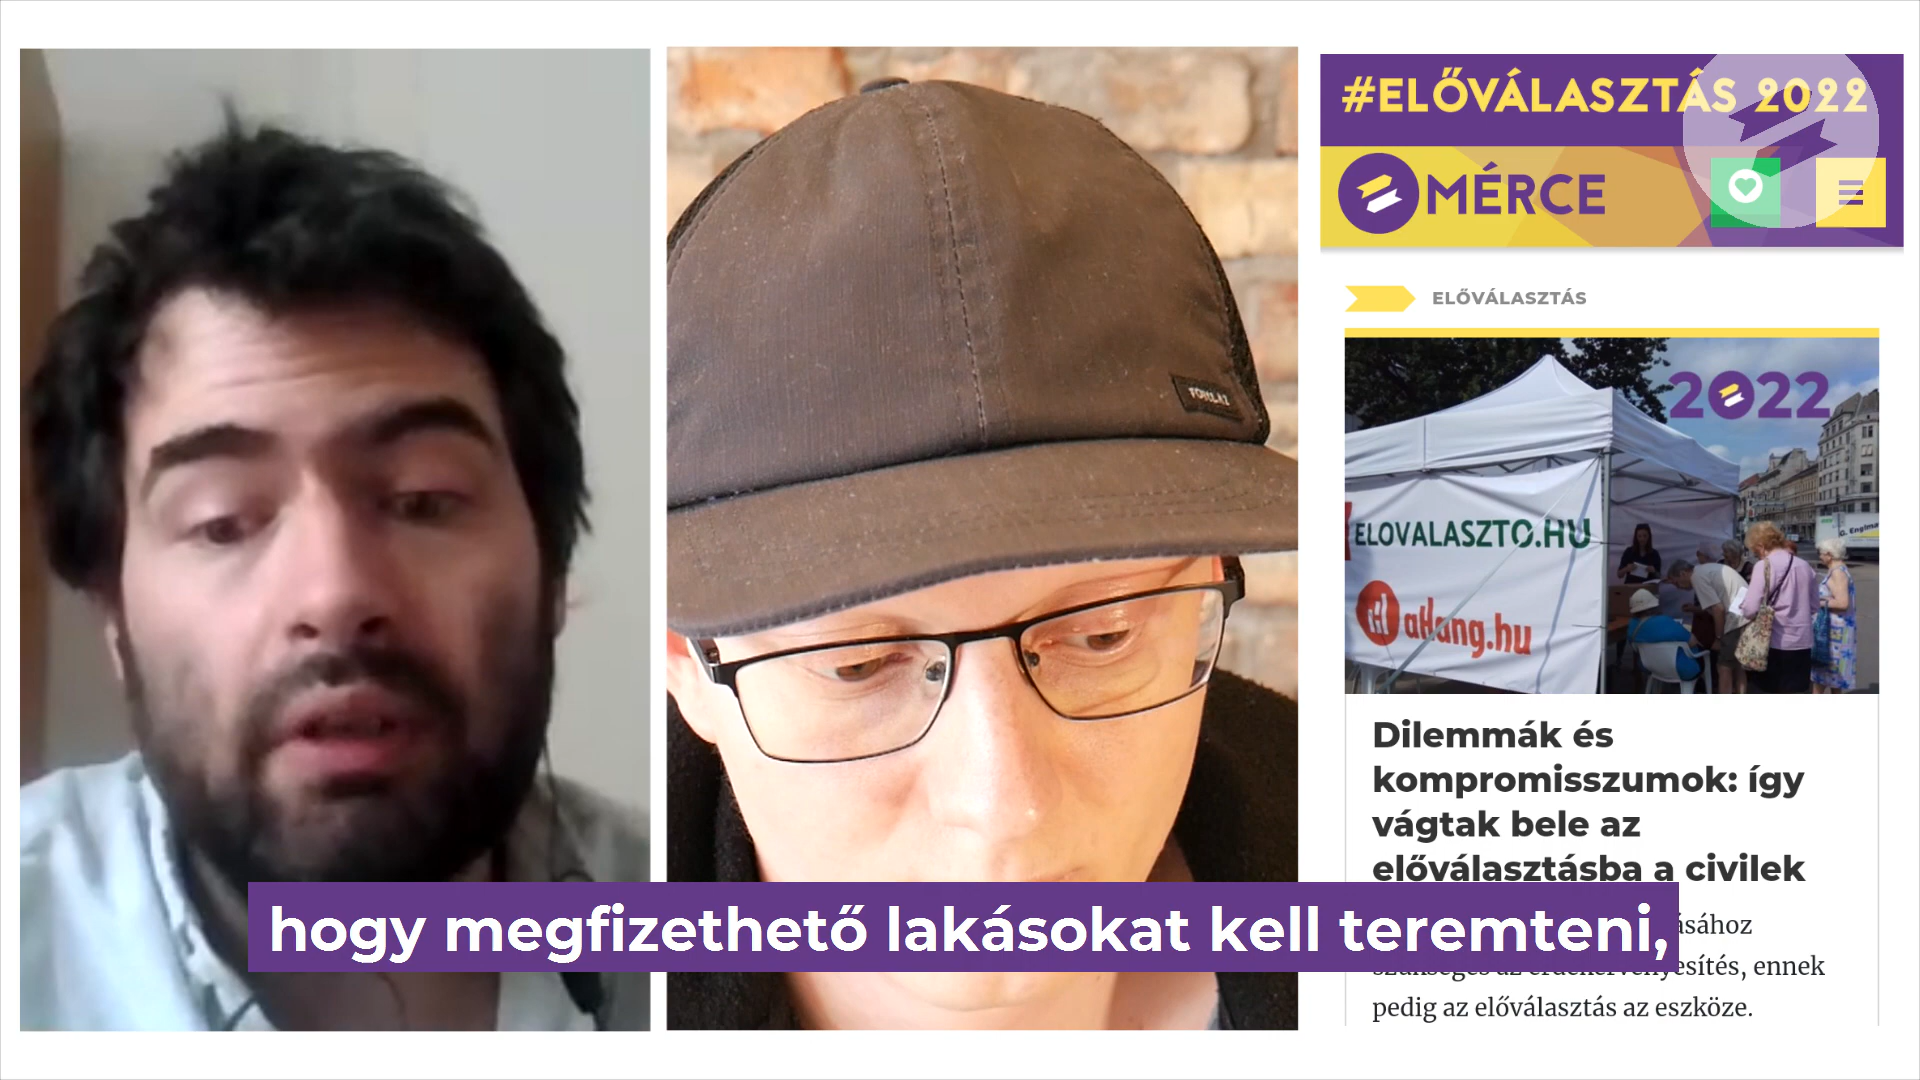 #ELŐVÁLASZTÁS 2022
MÉRCE
ELŐVÁLASZTÁS
2022
ELOVALASZTO.HU
aHang.hu
Dilemmák és
kompromisszumok: így
vágtak bele az
előválasztásba a civilek
hogy megfizethető lakásokat kell teremteni,
ennek
pedig az előválasztás az eszköze.